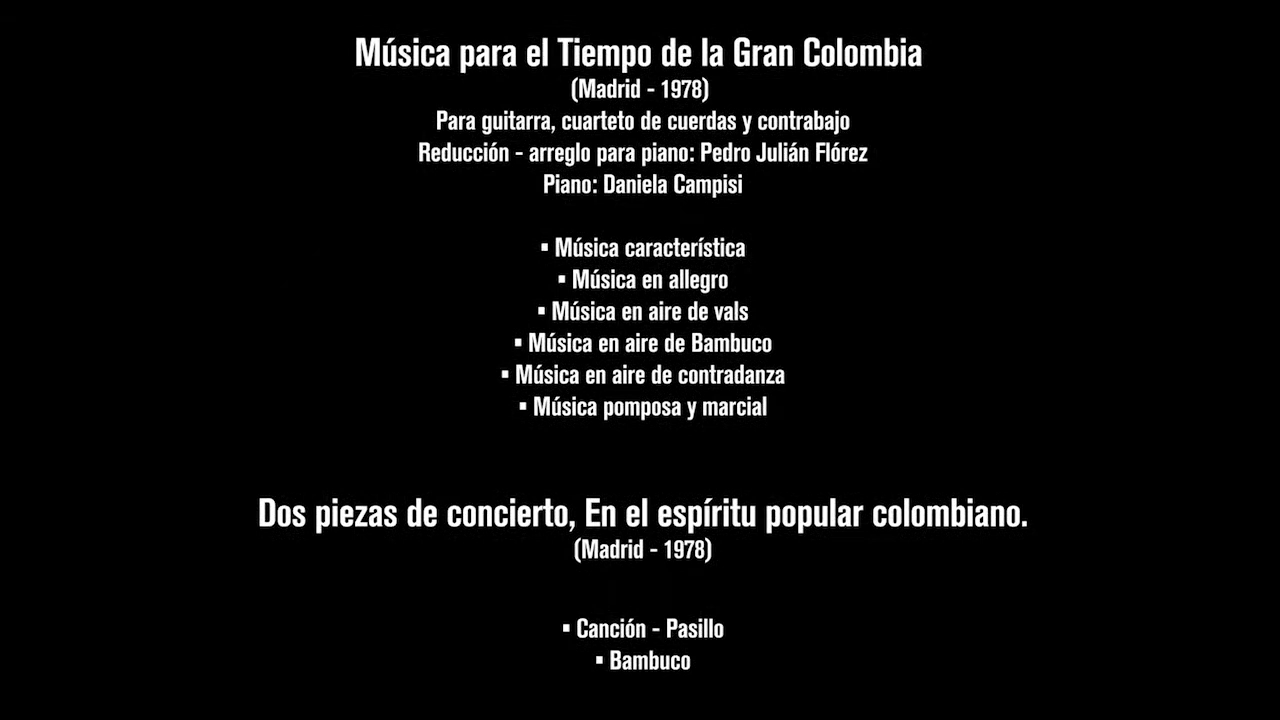 Música para el Tiempo de la Gran Colombia
(Madrid - 1978)
Para guitarra, cuarteto de cuerdas y contrabajo
Reducción - arreglo para piano: Pedro Julián Flórez
Piano: Daniela Campisi
▪ Música característica
▪ Música en allegro
▪ Música en aire de vals
▪ Música en aire de Bambuco
▪ Música en aire de contradanza
▪ Música pomposa y marcial
Dos piezas de concierto, En el espíritu popular colombiano.
(Madrid - 1978)
▪ Canción - Pasillo
▪ Bambuco